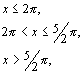 x ≤ 2π,
2π < x ≤ 5/2 π,
x > 5/2 π,